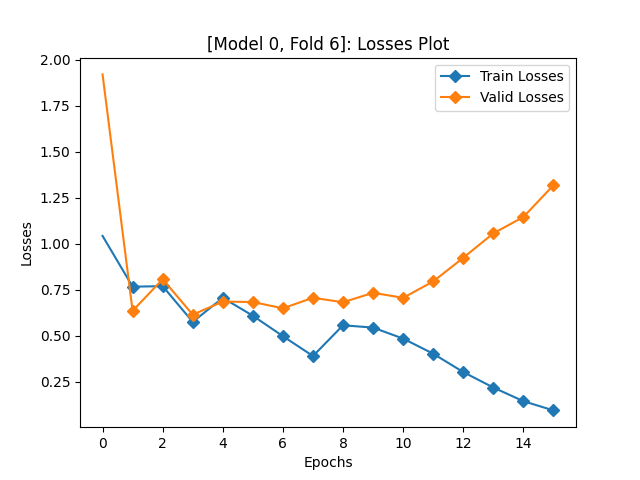 [Model 0, Fold 6]: Losses Plot
Train Losses
Valid Losses
2.00
1.75
1.50
1.25
1.00
0.75
0.50
0.25
Losses
0 2 4 6 8 10 12 14
Epochs